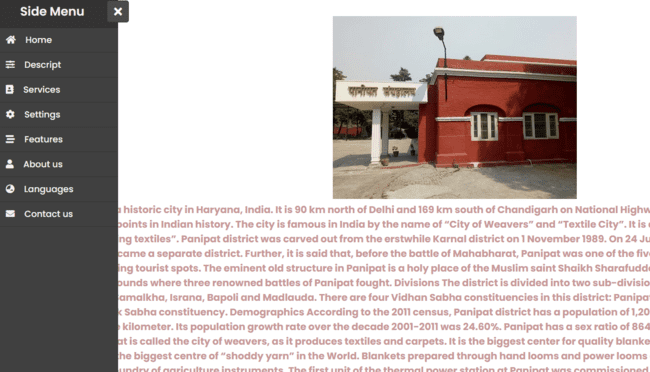 Side Menu
Home
Descript
Services
Settings
Features
About us
Languages
Contact us
पानीपत संग्रहालय
a historic city in Haryana, India. It is 90 km north of Delhi and 169 km south of Chandigarh on National Highw
points in Indian history. The city is famous in India by the name of “City of Weavers” and “Textile City”. It is a
ng textiles”. Panipat district was carved out from the erstwhile Karnal district on 1 November 1989. On 24 Ju
came a separate district. Further, it is said that, before the battle of Mahabharat, Panipat was one of the five
ing tourist spots. The eminent old structure in Panipat is a holy place of the Muslim saint Shaikh Sharafudde
ounds where three renowned battles of Panipat fought. Divisions The district is divided into two sub-divisio
Samalkha, Israna, Bapoli and Madlauda. There are four Vidhan Sabha constituencies in this district: Panipat
k Sabha constituency. Demographics According to the 2011 census, Panipat district has a population of 1,20
e kilometer. Its population growth rate over the decade 2001-2011 was 24.60%. Panipat has a sex ratio of 864
at is called the city of weavers, as it produces textiles and carpets. It is the biggest center for quality blanke
the biggest centre of “shoddy yarn” in the World. Blankets prepared through hand looms and power looms
undry of agriculture instruments. The first unit of the thermal power station at Panipat was commissioned